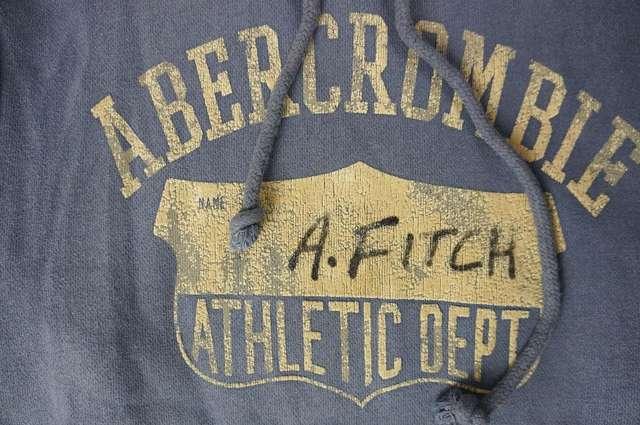 ABERCROMBIE
NAME
A. FITCH
ATHLETIC DEPT